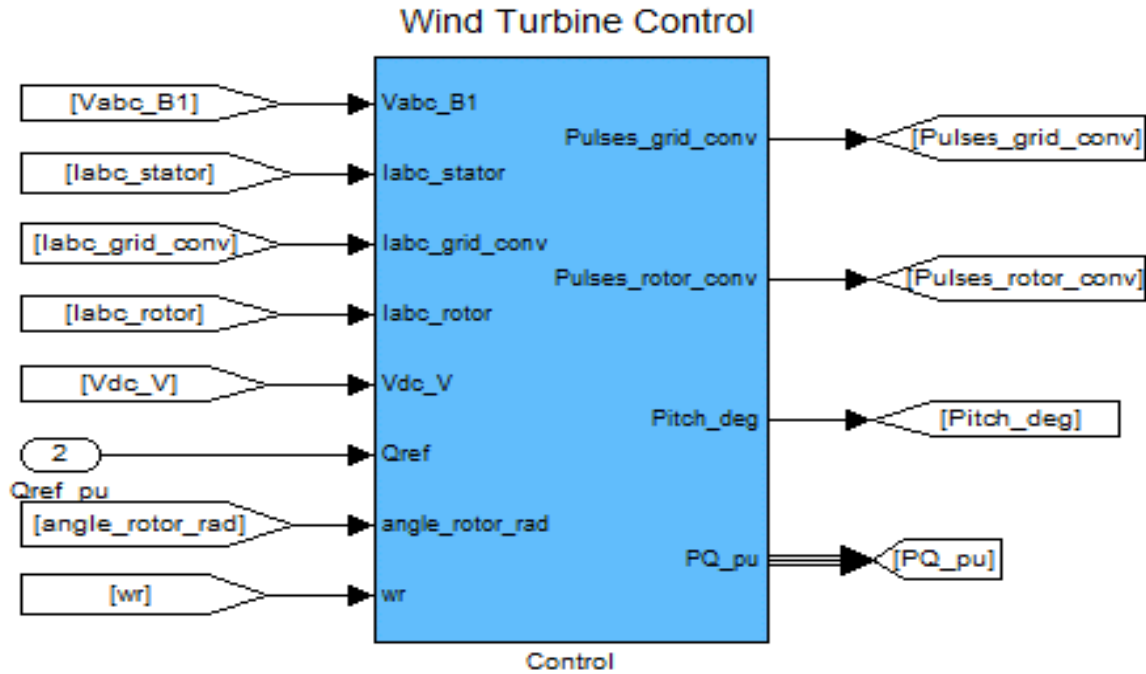 Wind Turbine Control
[Vabc_B1]
Vabc_B1
Pulses_grid_conv
[Pulses_grid_conv]
[Iabc_stator]
Iabc_stator
[Iabc_grid_conv]
Iabc_grid_conv
Pulses_rotor_conv
[Pulses_rotor_conv]
[Iabc_rotor]
Iabc_rotor
[Vdc_V]
Vdc_V
Pitch_deg
[Pitch_deg]
2
Qref
Qref_pu
[angle_rotor_rad]
angle_rotor_rad
PQ_pu
[PQ_pu]
[wr]
wr
Control